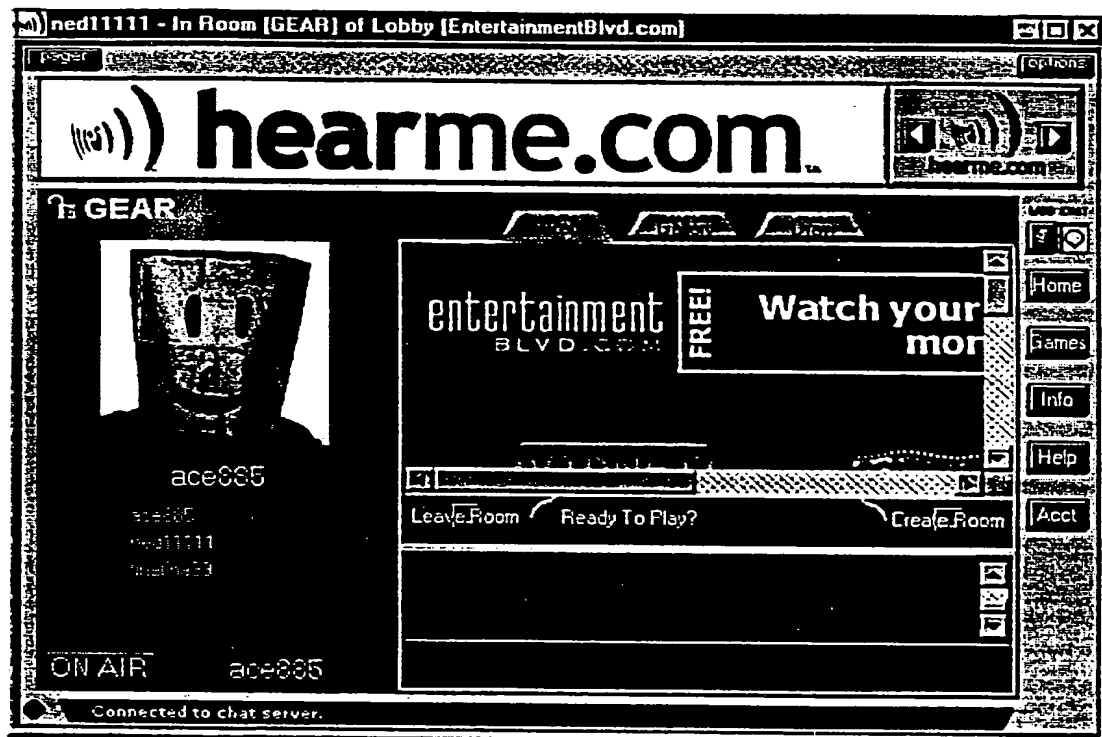 ned11111 - In Room [GEAR] of Lobby [EntertainmentBlvd.com]
pager
options
hearme.com
hearme.com
GEAR
entertainment
BLVD.COM
FREE!
Watch your
mor
Home
Games
Info
Help
Acct
ace885
ace885
ned11111
Leave Room
Ready To Play?
Create Room
ON AIR
ace885
Connected to chat server.